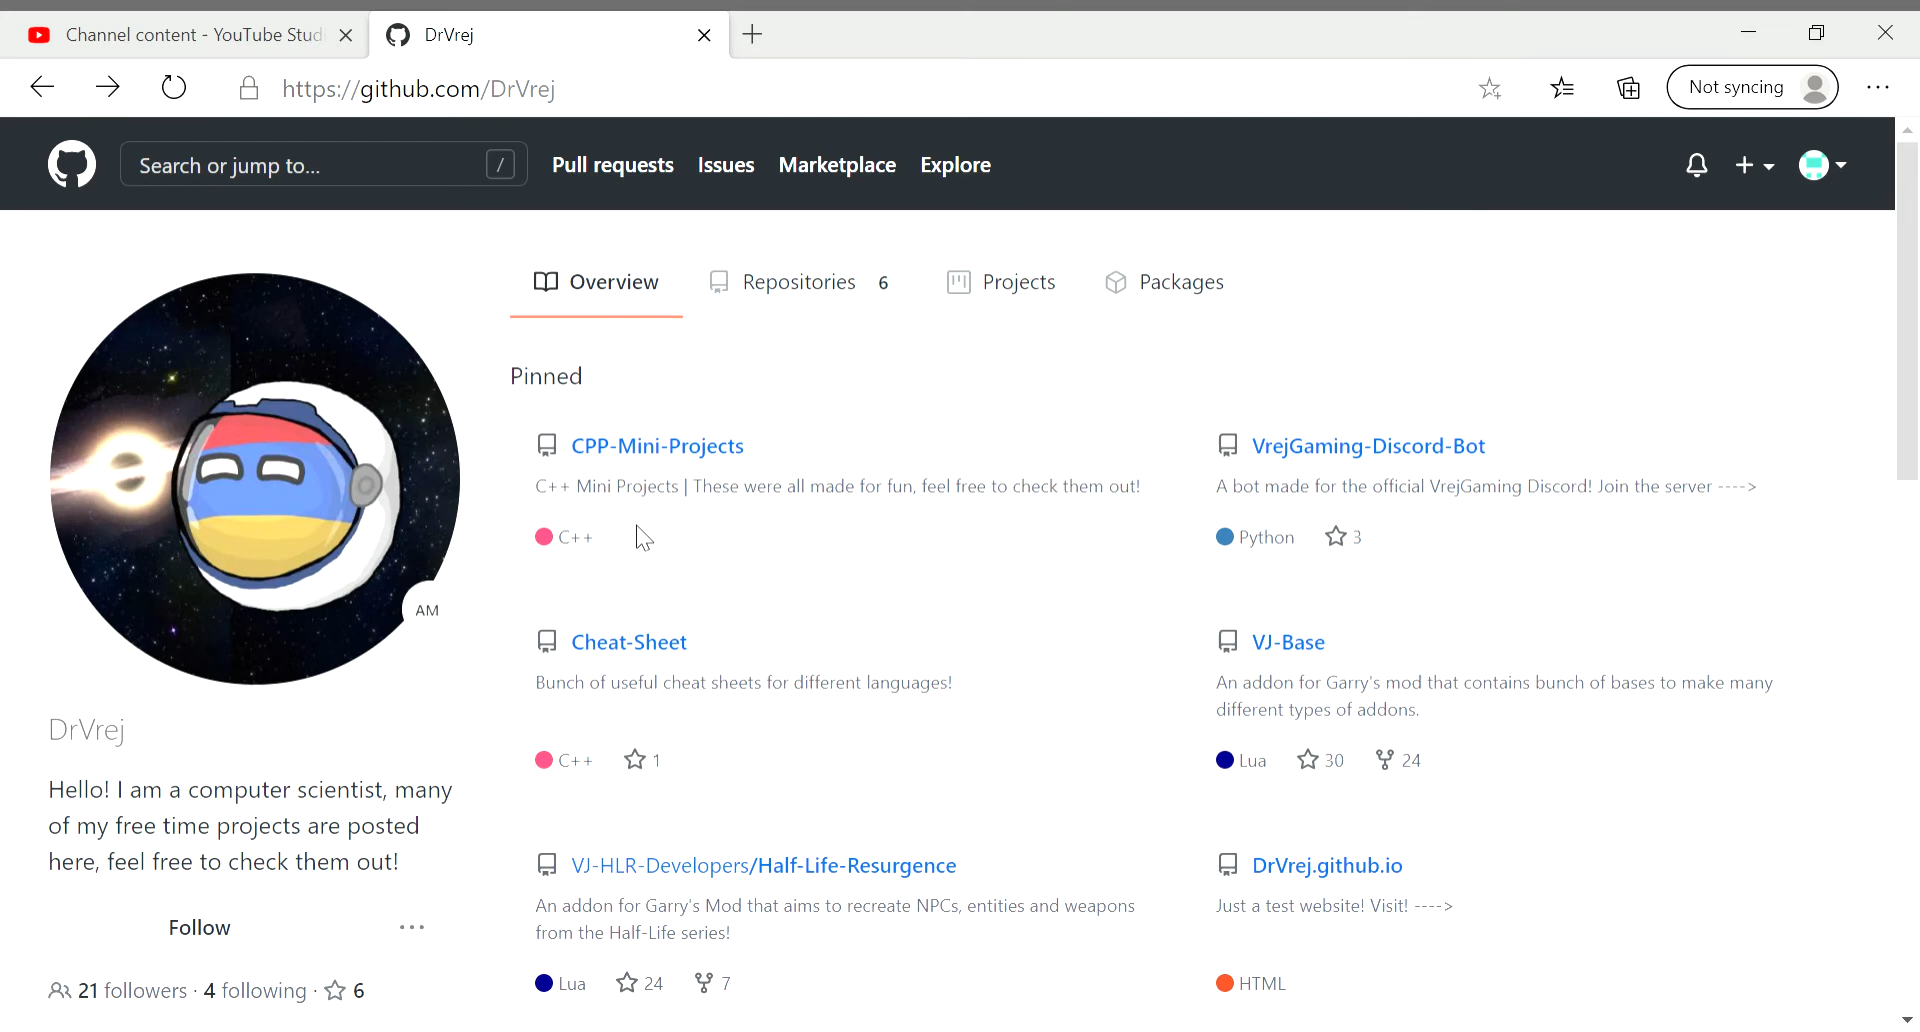 Channel content - YouTube Stud
DrVrej
https://github.com/DrVrej
Not syncing
Search or jump to...
/
Pull requests
Issues
Marketplace
Explore
Overview
Repositories 6
Projects
Packages
AM
DrVrej
Hello! I am a computer scientist, many
of my free time projects are posted
here, feel free to check them out!
Follow
21 followers · 4 following · 6
Pinned
CPP-Mini-Projects
C++ Mini Projects | These were all made for fun, feel free to check them out!
C++
VrejGaming-Discord-Bot
A bot made for the official VrejGaming Discord! Join the server ---->
Python 3
Cheat-Sheet
Bunch of useful cheat sheets for different languages!
C++ 1
VJ-Base
An addon for Garry's mod that contains bunch of bases to make many
different types of addons.
Lua 30 24
VJ-HLR-Developers/Half-Life-Resurgence
An addon for Garry's Mod that aims to recreate NPCs, entities and weapons
from the Half-Life series!
Lua 24 7
DrVrej.github.io
Just a test website! Visit! ---->
HTML